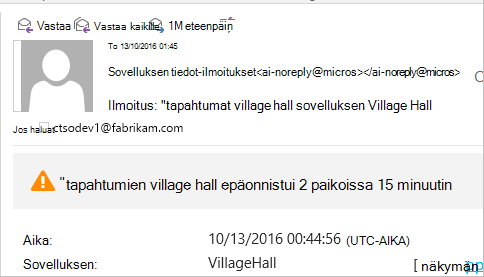 Vastaa Vastaa kaikille 1M eteenpäin
To 13/10/2016 01:45
Sovelluksen tiedot-ilmoitukset<ai-noreply@micros></ai-noreply@micros>
Ilmoitus: "tapahtumat village hall sovelluksen Village Hall
Jos haluat ctsodev1@fabrikam.com
"tapahtumien village hall epäonnistui 2 paikoissa 15 minuutin
Aika: 10/13/2016 00:44:56 (UTC-AIKA)
Sovelluksen: VillageHall [ näkymän